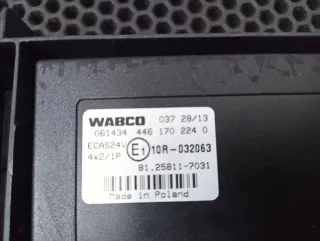 WABCO 037 28/13
061434 446 170 224 0
ECAS24V E1 10R-032063
4x2/1P
81.25811-7031
Made in Poland